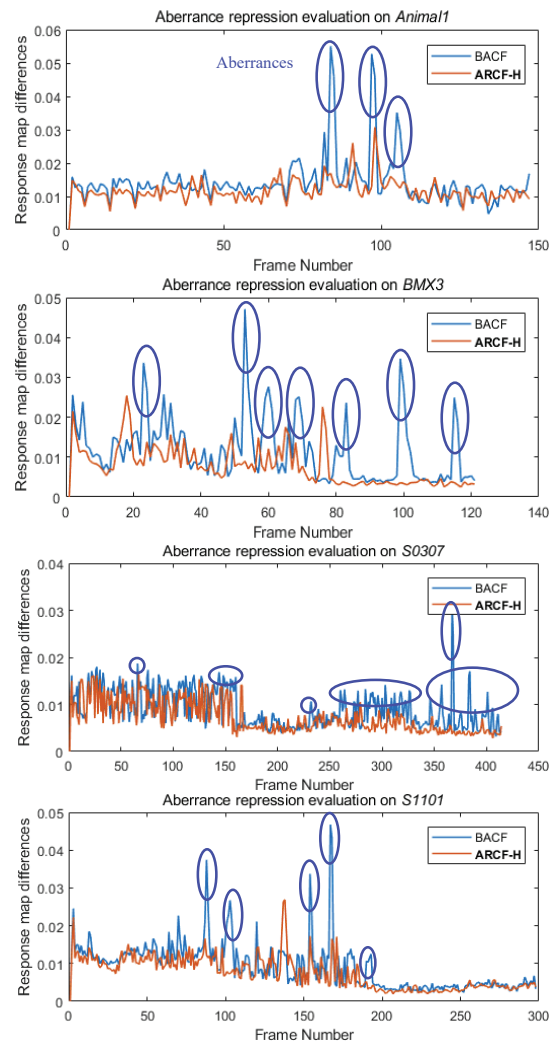 Aberrance repression evaluation on Animal1
0.06
0.05
0.04
0.03
0.02
0.01
0
Response map differences
Aberrances
BACF
ARCF-H
0 50 100 150
Frame Number
Aberrance repression evaluation on BMX3
0.05
0.04
0.03
0.02
0.01
0
Response map differences
BACF
ARCF-H
0 20 40 60 80 100 120 140
Frame Number
Aberrance repression evaluation on S0307
0.04
0.03
0.02
0.01
0
Response map differences
BACF
ARCF-H
0 50 100 150 200 250 300 350 400 450
Frame Number
Aberrance repression evaluation on S1101
0.05
0.04
0.03
0.02
0.01
0
Response map differences
BACF
ARCF-H
0 50 100 150 200 250 300
Frame Number